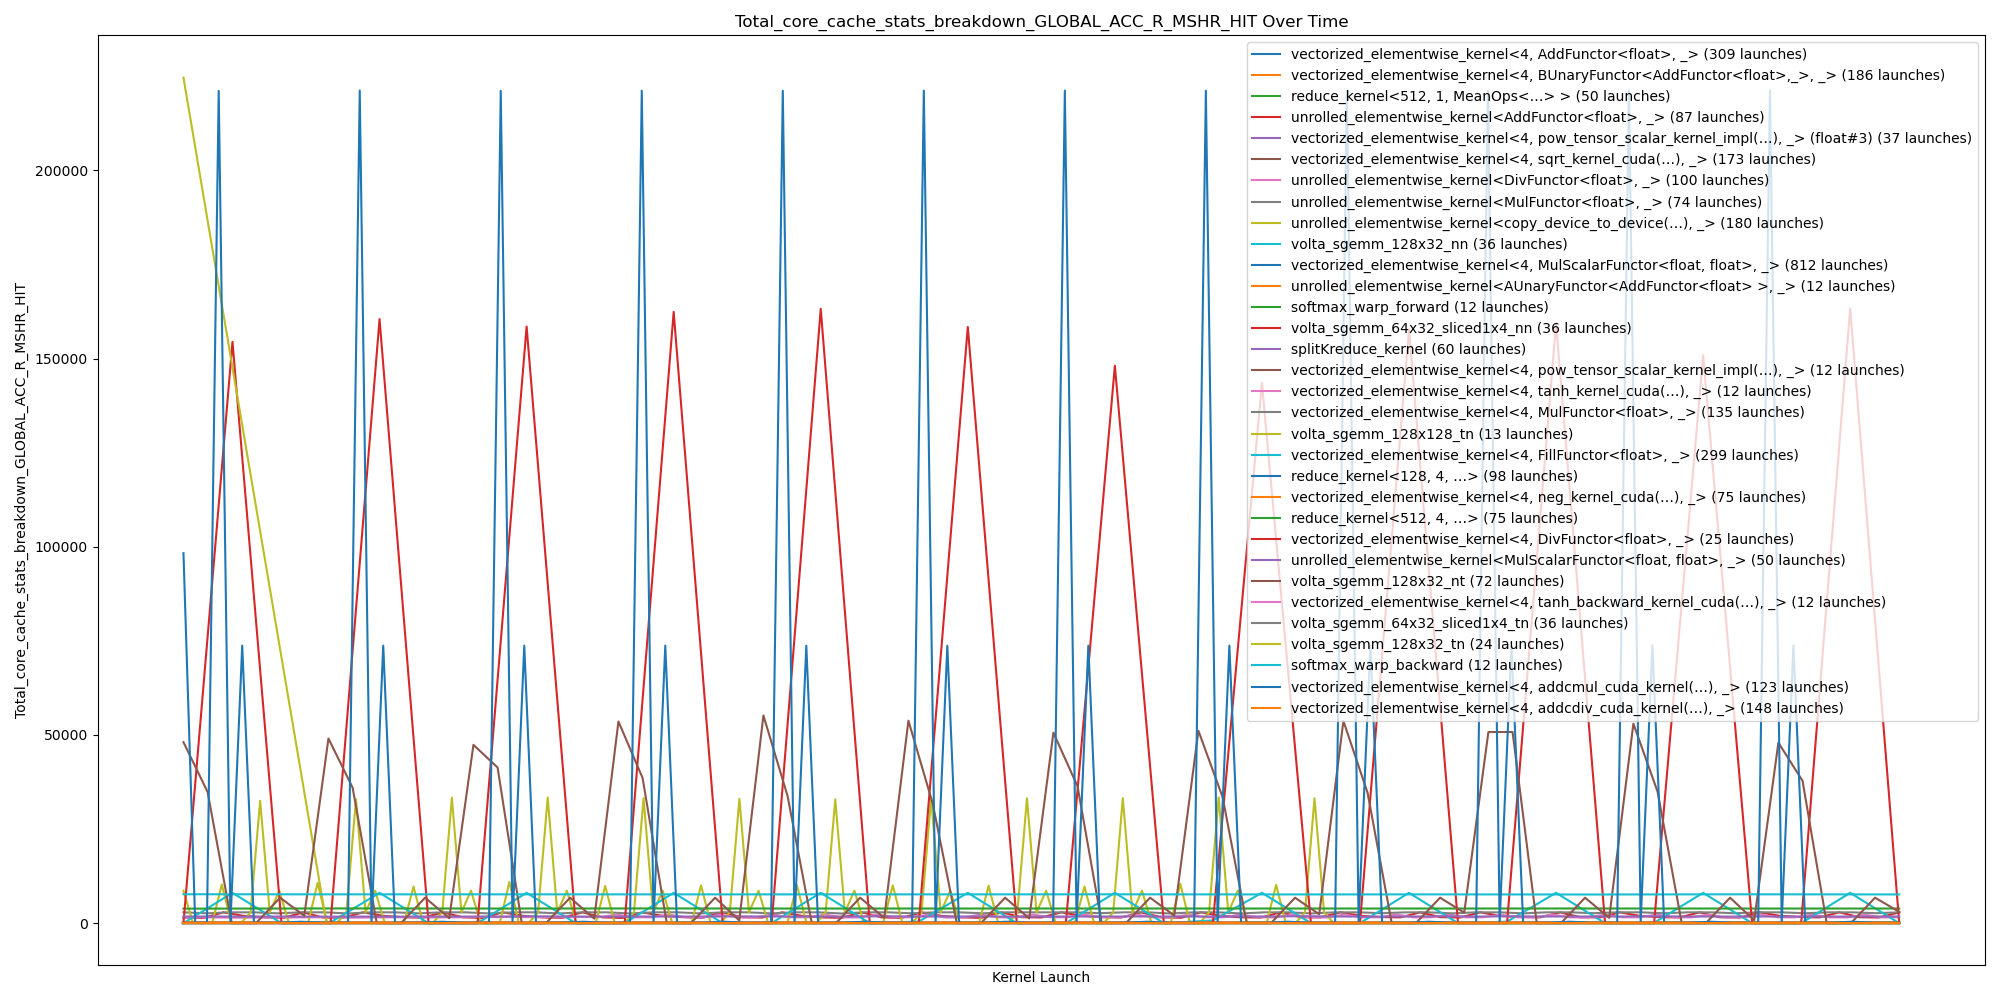 Total_core_cache_stats_breakdown_GLOBAL_ACC_R_MSHR_HIT Over Time
Total_core_cache_stats_breakdown_GLOBAL_ACC_R_MSHR_HIT
200000
150000
100000
50000
0
Kernel Launch
vectorized_elementwise_kernel<4, AddFunctor<float>, _> (309 launches)
vectorized_elementwise_kernel<4, BUnaryFunctor<AddFunctor<float>,_>, _> (186 launches)
reduce_kernel<512, 1, MeanOps<...> > (50 launches)
unrolled_elementwise_kernel<AddFunctor<float>, _> (87 launches)
vectorized_elementwise_kernel<4, pow_tensor_scalar_kernel_impl(...), _> (float#3) (37 launches)
vectorized_elementwise_kernel<4, sqrt_kernel_cuda(...), _> (173 launches)
unrolled_elementwise_kernel<DivFunctor<float>, _> (100 launches)
unrolled_elementwise_kernel<MulFunctor<float>, _> (74 launches)
unrolled_elementwise_kernel<copy_device_to_device(...), _> (180 launches)
volta_sgemm_128x32_nn (36 launches)
vectorized_elementwise_kernel<4, MulScalarFunctor<float, float>, _> (812 launches)
unrolled_elementwise_kernel<AUnaryFunctor<AddFunctor<float> >, _> (12 launches)
softmax_warp_forward (12 launches)
volta_sgemm_64x32_sliced1x4_nn (36 launches)
splitKreduce_kernel (60 launches)
vectorized_elementwise_kernel<4, pow_tensor_scalar_kernel_impl(...), _> (12 launches)
vectorized_elementwise_kernel<4, tanh_kernel_cuda(...), _> (12 launches)
vectorized_elementwise_kernel<4, MulFunctor<float>, _> (135 launches)
volta_sgemm_128x128_tn (13 launches)
vectorized_elementwise_kernel<4, FillFunctor<float>, _> (299 launches)
reduce_kernel<128, 4, ...> (98 launches)
vectorized_elementwise_kernel<4, neg_kernel_cuda(...), _> (75 launches)
reduce_kernel<512, 4, ...> (75 launches)
vectorized_elementwise_kernel<4, DivFunctor<float>, _> (25 launches)
unrolled_elementwise_kernel<MulScalarFunctor<float, float>, _> (50 launches)
volta_sgemm_128x32_nt (72 launches)
vectorized_elementwise_kernel<4, tanh_backward_kernel_cuda(...), _> (12 launches)
volta_sgemm_64x32_sliced1x4_tn (36 launches)
volta_sgemm_128x32_tn (24 launches)
softmax_warp_backward (12 launches)
vectorized_elementwise_kernel<4, addcmul_cuda_kernel(...), _> (123 launches)
vectorized_elementwise_kernel<4, addcdiv_cuda_kernel(...), _> (148 launches)